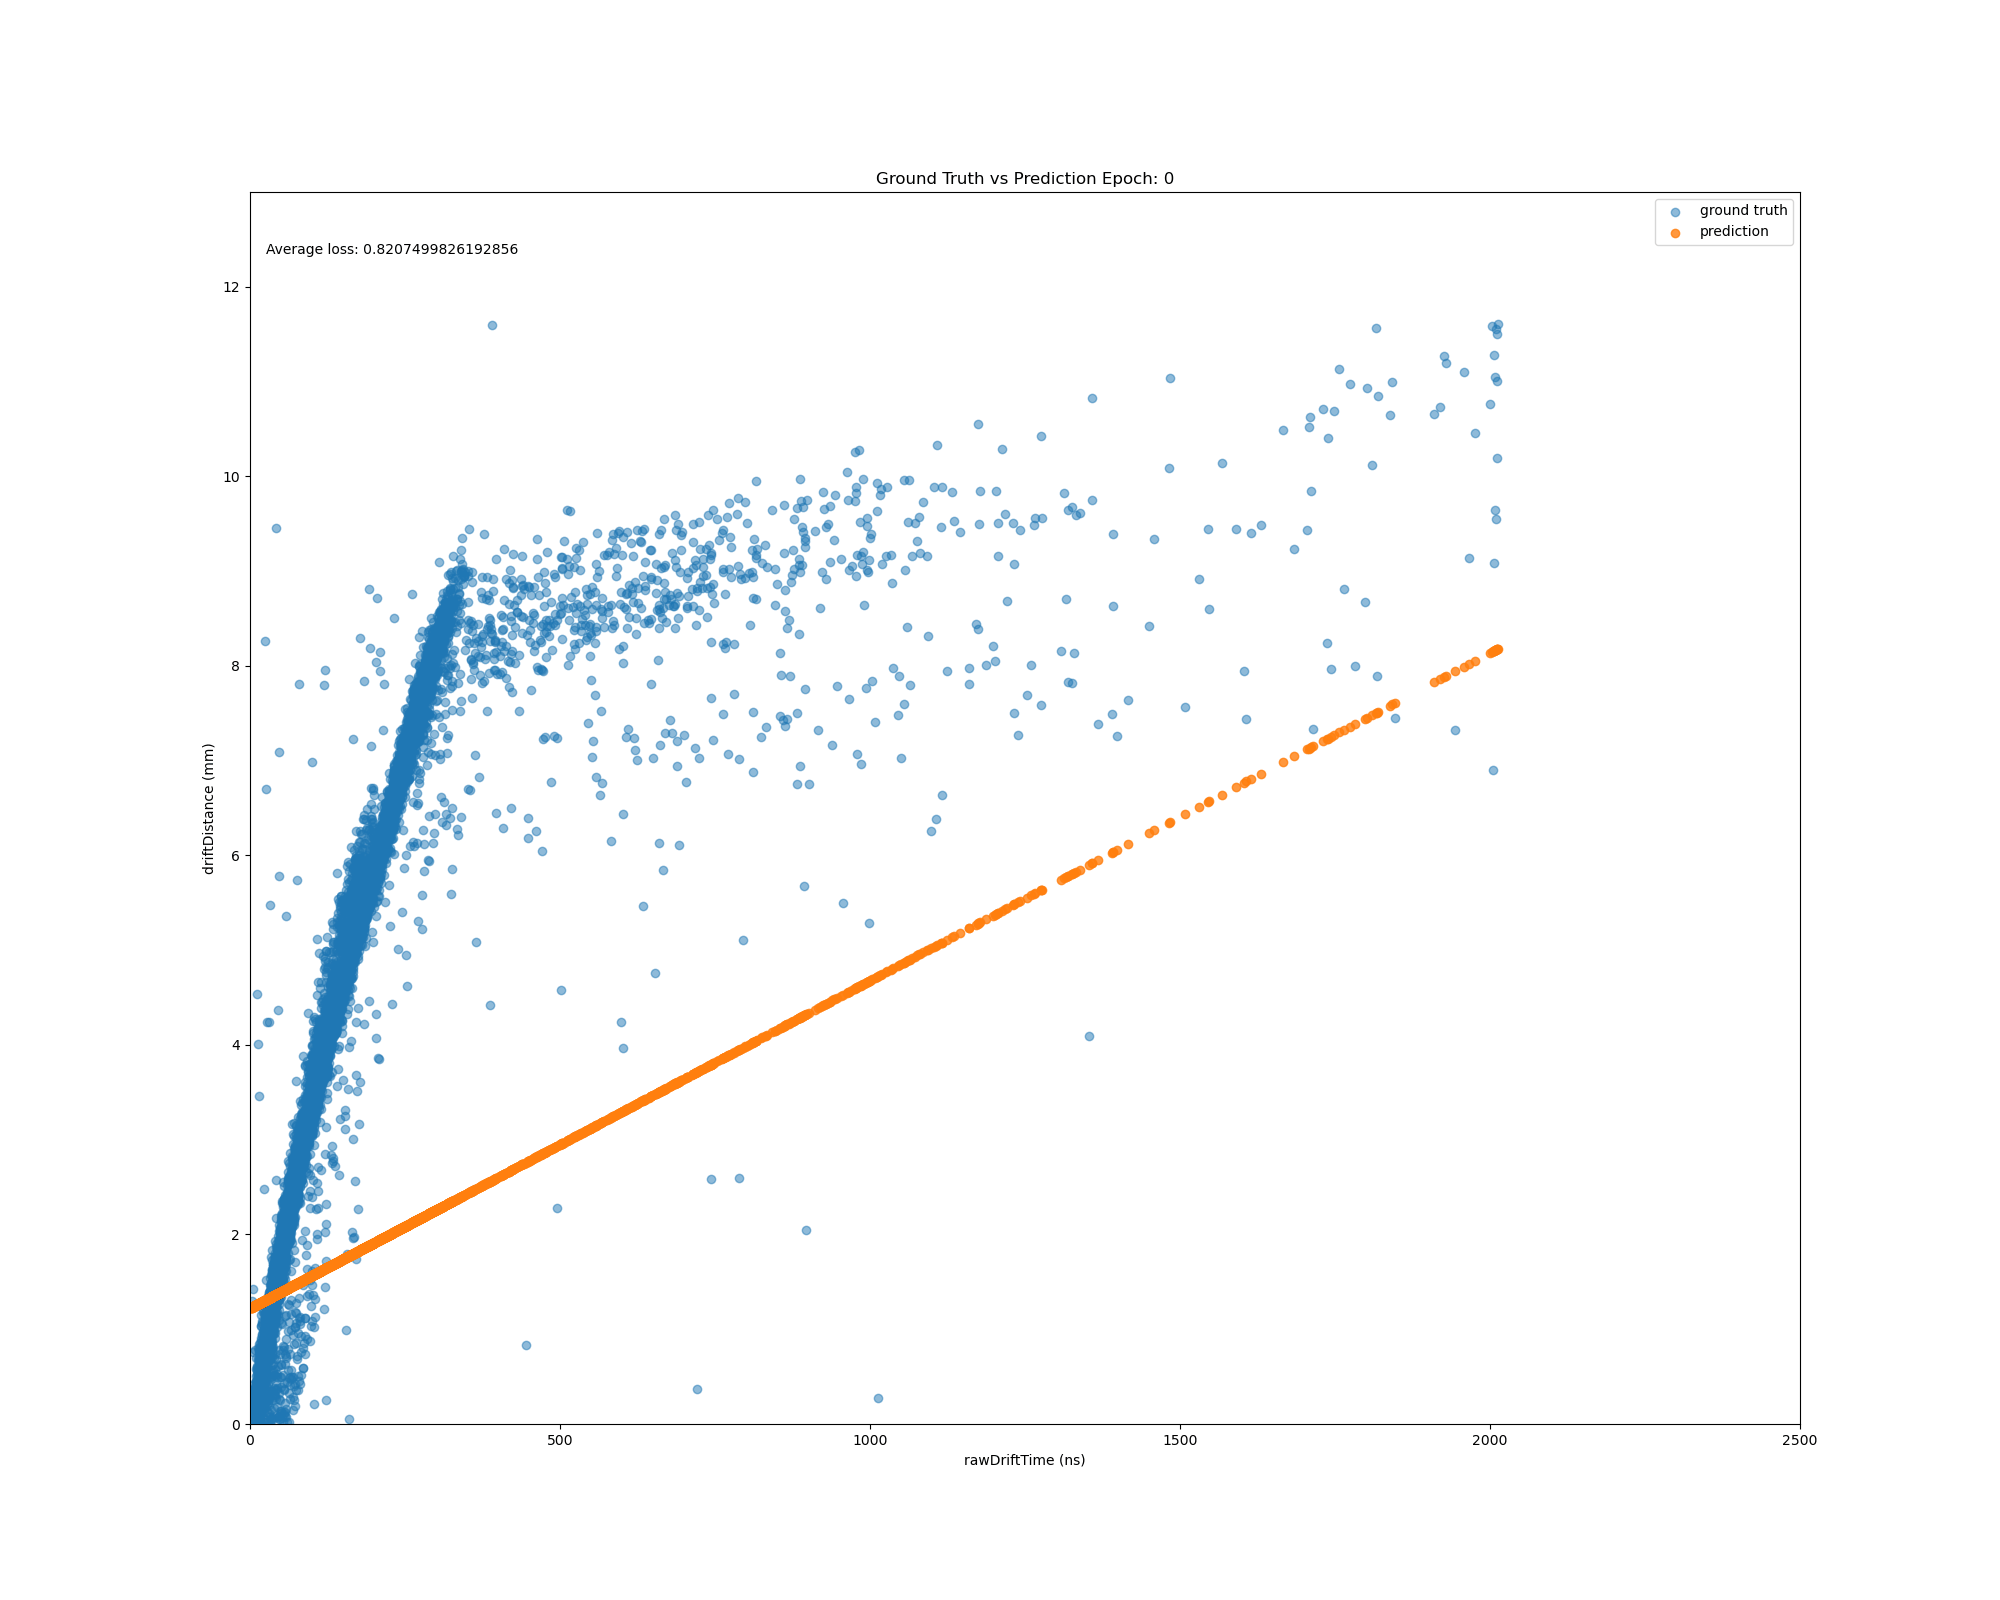 Ground Truth vs Prediction Epoch: 0
ground truth
prediction
Average loss: 0.8207499826192856
driftDistance (mm)
12
10
8
6
4
2
0
0 500 1000 1500 2000 2500
rawDriftTime (ns)